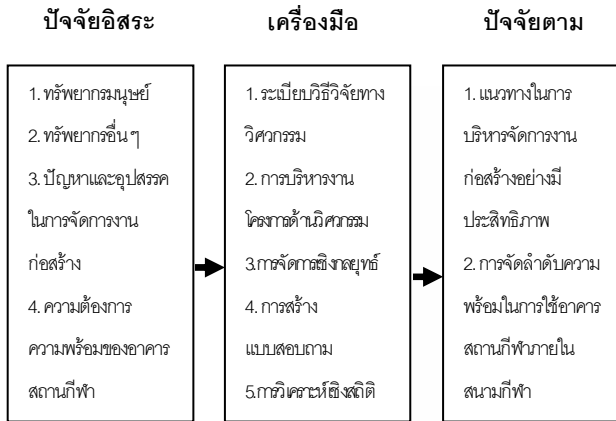 ปัจจัยอิสระ
1. ทรัพยากรมนุษย์
2. ทรัพยากรอื่น ๆ
3. ปัญหาและอุปสรรค
ในการจัดการงาน
ก่อสร้าง
4. ความต้องการ
ความพร้อมของอาคาร
สถานกีฬา
เครื่องมือ
1. ระเบียบวิธีวิจัยทาง
วิศวกรรม
2. การบริหารงาน
โครงการด้านวิศวกรรม
3.การจัดการเชิงกลยุทธ์
4. การสร้าง
แบบสอบถาม
5.การวิเคราะห์เชิงสถิติ
ปัจจัยตาม
1. แนวทางในการ
บริหารจัดการงาน
ก่อสร้างอย่างมี
ประสิทธิภาพ
2. การจัดลำดับความ
พร้อมในการใช้อาคาร
สถานกีฬาภายใน
สนามกีฬา